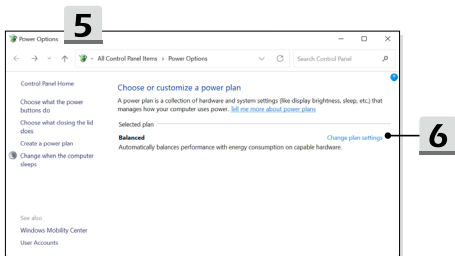 5
Power Options
All Control Panel Items > Power Options
Search Control Panel
Control Panel Home
Choose what the power
buttons do
Choose what closing the lid
does
Create a power plan
Change when the computer
sleeps
See also
Windows Mobility Center
User Accounts
Choose or customize a power plan
A power plan is a collection of hardware and system settings (like display brightness, sleep, etc.) that
manages how your computer uses power. Tell me more about power plans
Selected plan
Balanced
Change plan settings
Automatically balances performance with energy consumption on capable hardware.
6